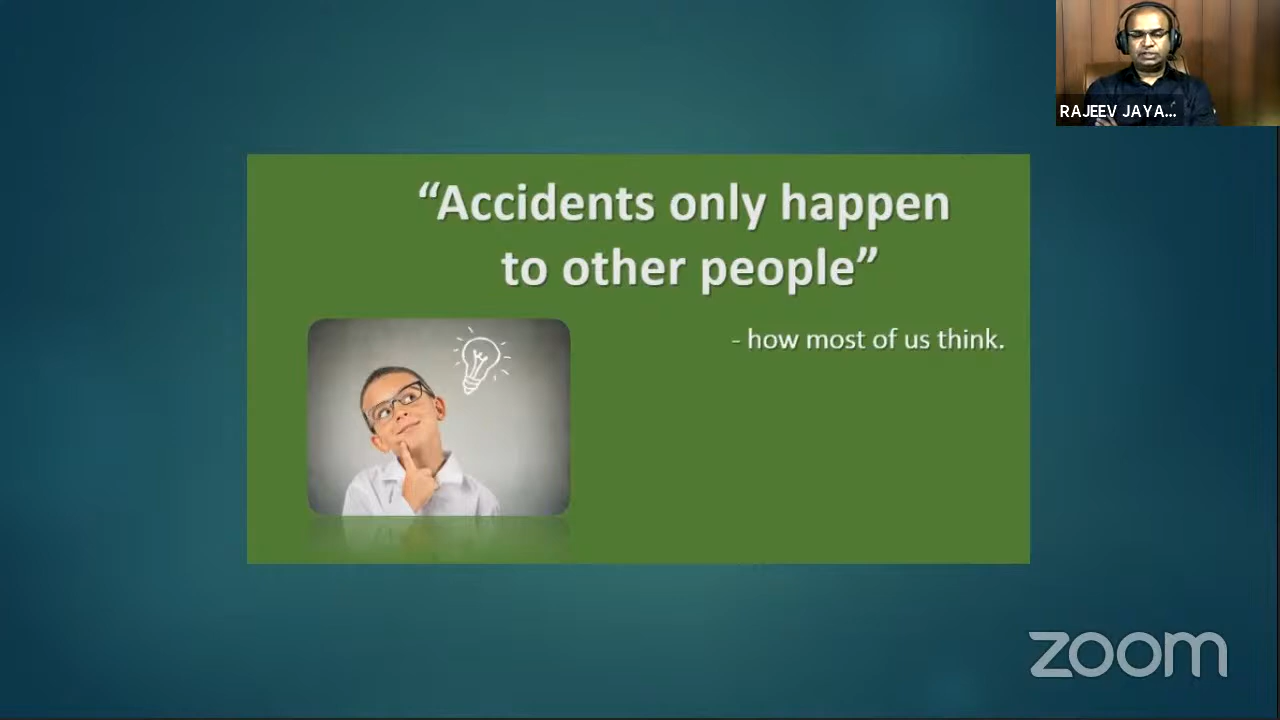 RAJEEV JAYA...
“Accidents only happen
to other people”
- how most of us think.
zoom